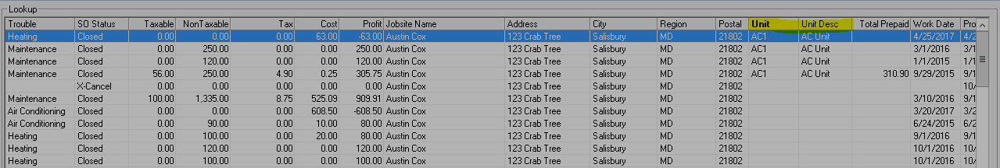 Lookup
Trouble SO Status Taxable NonTaxable Tax Cost Profit Jobsite Name Address City Region Postal Unit Unit Desc Total Prepaid Work Date Pro
Heating Closed 0.00 0.00 0.00 63.00 -63.00 Austin Cox 123 Crab Tree Salisbury MD 21802 AC1 AC Unit 4/25/2017 4/2
Maintenance Closed 0.00 250.00 0.00 0.00 250.00 Austin Cox 123 Crab Tree Salisbury MD 21802 AC1 AC Unit 3/1/2016 3/1
Maintenance Closed 0.00 120.00 0.00 0.00 120.00 Austin Cox 123 Crab Tree Salisbury MD 21802 AC1 AC Unit 1/1/2015 1/1
Maintenance Closed 56.00 250.00 4.90 0.25 305.75 Austin Cox 123 Crab Tree Salisbury MD 21802 AC1 AC Unit 310.90 9/29/2015 9/1
X-Cancel 0.00 0.00 0.00 0.00 0.00 Austin Cox 123 Crab Tree Salisbury MD 21802 10/
Maintenance Closed 100.00 1,335.00 8.75 525.09 909.91 Austin Cox 123 Crab Tree Salisbury MD 21802 3/10/2016 9/1
Air Conditioning Closed 0.00 0.00 0.00 608.50 -608.50 Austin Cox 123 Crab Tree Salisbury MD 21802 3/20/2017 3/2
Air Conditioning Closed 0.00 90.00 0.00 10.00 80.00 Austin Cox 123 Crab Tree Salisbury MD 21802 6/24/2015 6/2
Heating Closed 0.00 100.00 0.00 20.00 80.00 Austin Cox 123 Crab Tree Salisbury MD 21802 9/1/2016 9/1
Heating Closed 0.00 120.00 0.00 0.00 120.00 Austin Cox 123 Crab Tree Salisbury MD 21802 10/1/2016 10/
Heating Closed 0.00 100.00 0.00 0.00 100.00 Austin Cox 123 Crab Tree Salisbury MD 21802 10/1/2016 10/